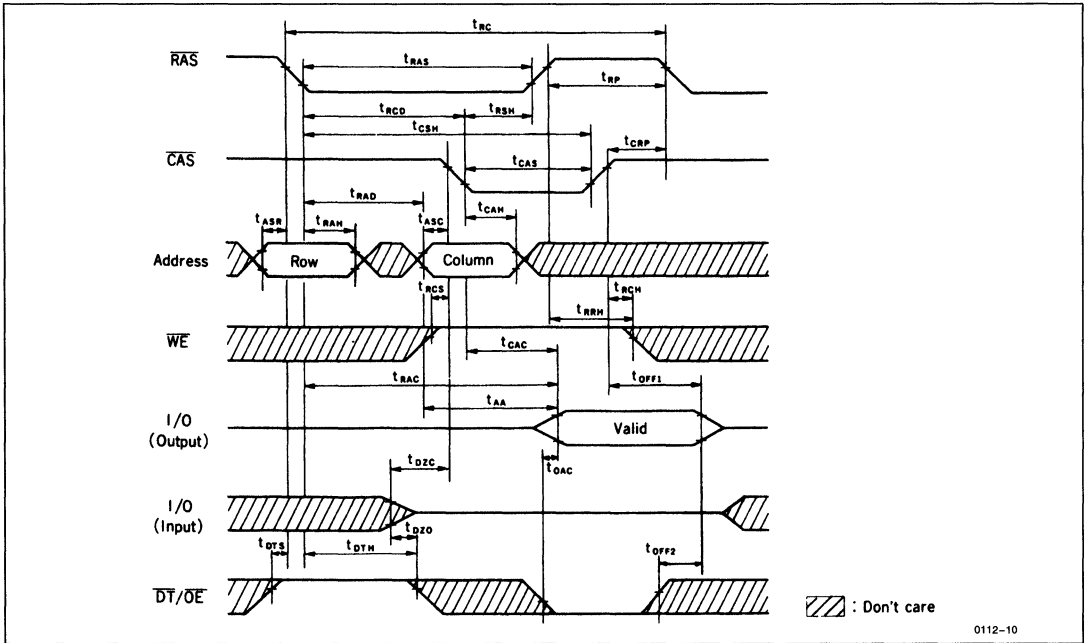 tRC
RAS
tRAS
tRP
tRCD
tRSH
tCSH
tCRP
CAS
tCAS
tRAD
tCAH
tASR
tRAH
tASC
Address
Row
Column
tRCS
tRCH
tRRH
WE
tCAC
tRAC
tOFF1
tAA
I/O
(Output)
Valid
tDZC
tOAC
I/O
(Input)
tDZO
tDTS
tDTH
tOFF2
DT/OE
: Don't care
0112-10